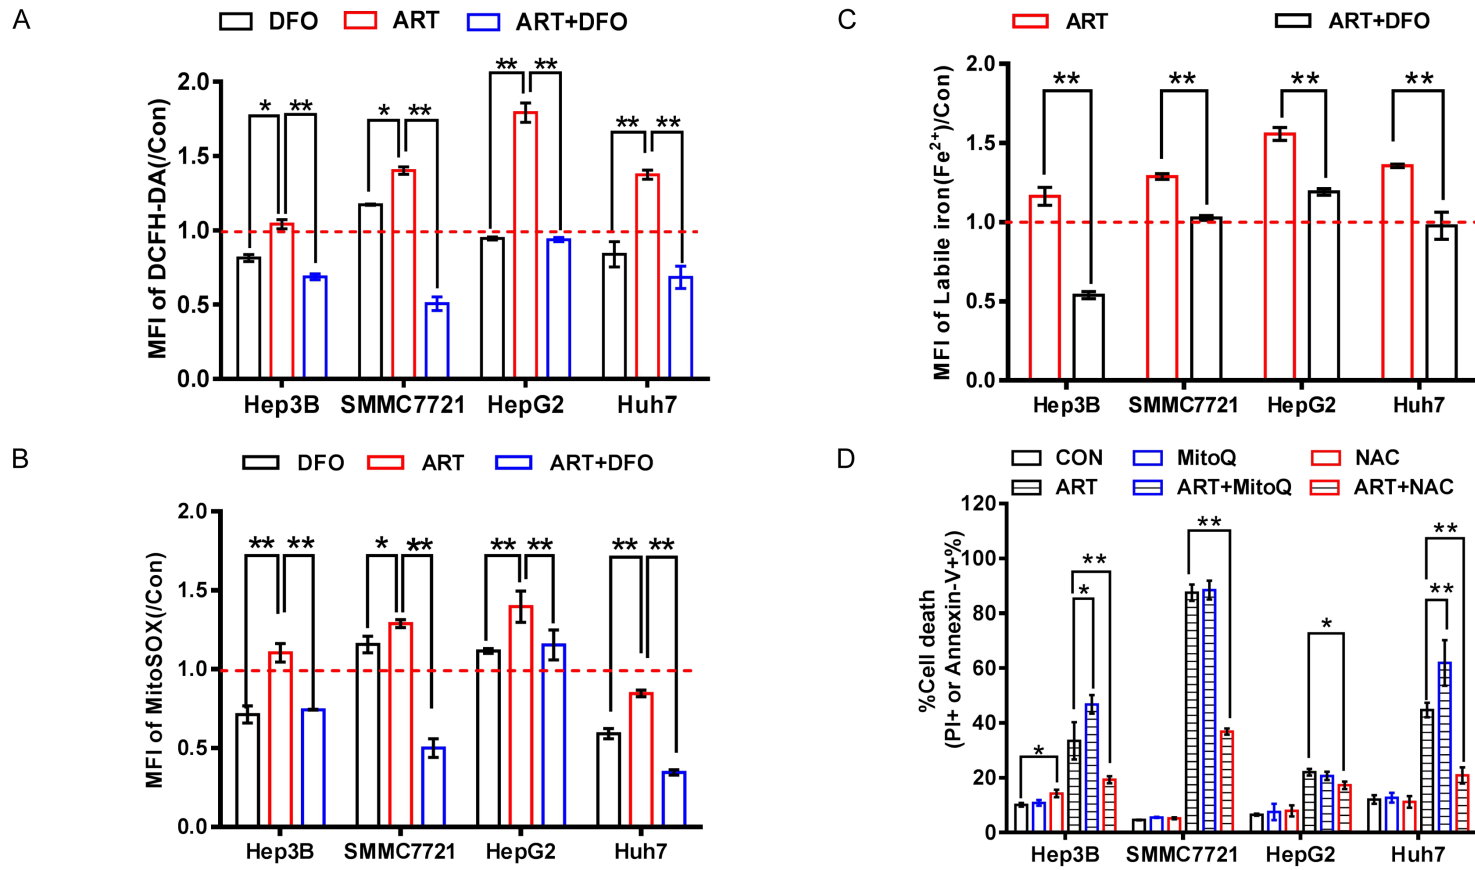 A
DFO ART ART+DFO
MFI of DCFH-DA(/Con)
2.0
1.5
1.0
0.5
0.0
* ** * ** ** ** ** **
Hep3B SMMC7721 HepG2 Huh7
B
DFO ART ART+DFO
MFI of MitoSOX(/Con)
2.0
1.5
1.0
0.5
0.0
** ** * ** ** ** ** **
Hep3B SMMC7721 HepG2 Huh7
C
ART ART+DFO
MFI of Labile iron(Fe²⁺)/Con
2.0
1.5
1.0
0.5
0.0
** ** ** **
Hep3B SMMC7721 HepG2 Huh7
D
CON MitoQ NAC
ART ART+MitoQ ART+NAC
%Cell death
(PI+ or Annexin-V+%)
120
100
80
60
40
20
0
* * ** ** * ** **
Hep3B SMMC7721 HepG2 Huh7